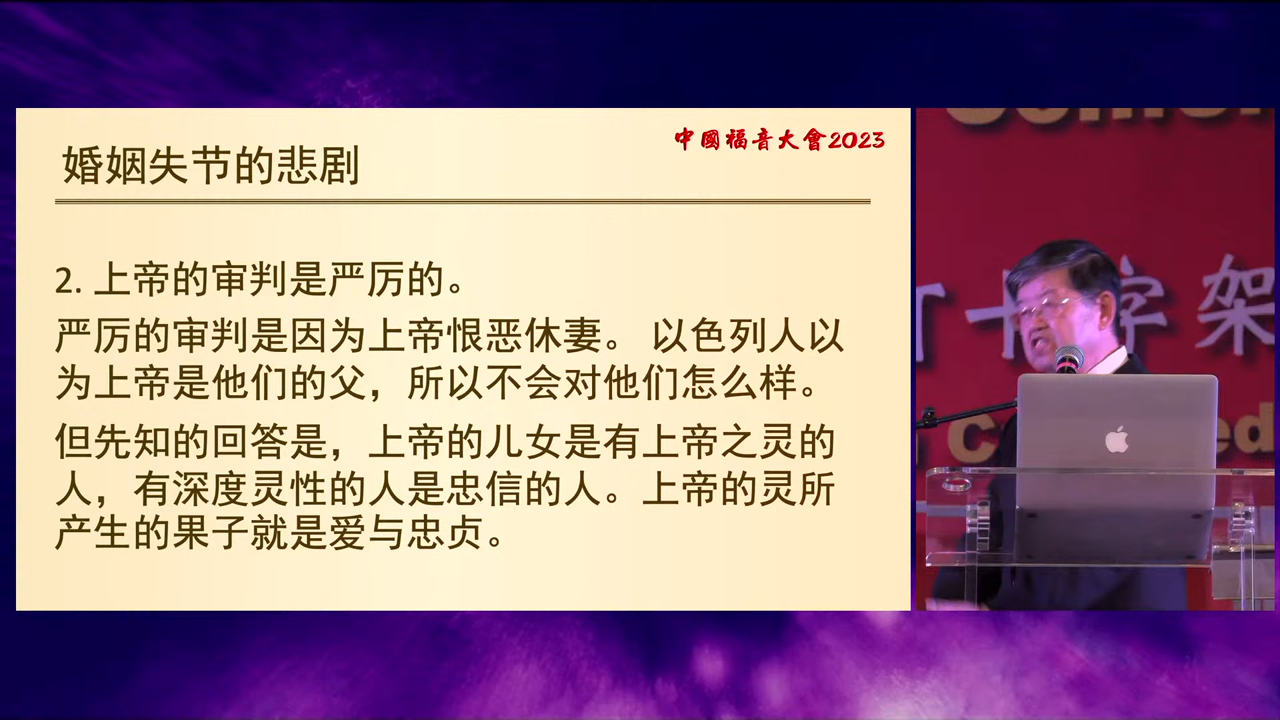 中國福音大會2023
婚姻失节的悲剧
2. 上帝的审判是严厉的。
严厉的审判是因为上帝恨恶休妻。 以色列人以
为上帝是他们的父，所以不会对他们怎么样。
但先知的回答是，上帝的儿女是有上帝之灵的
人，有深度灵性的人是忠信的人。上帝的灵所
产生的果子就是爱与忠贞。
十字架